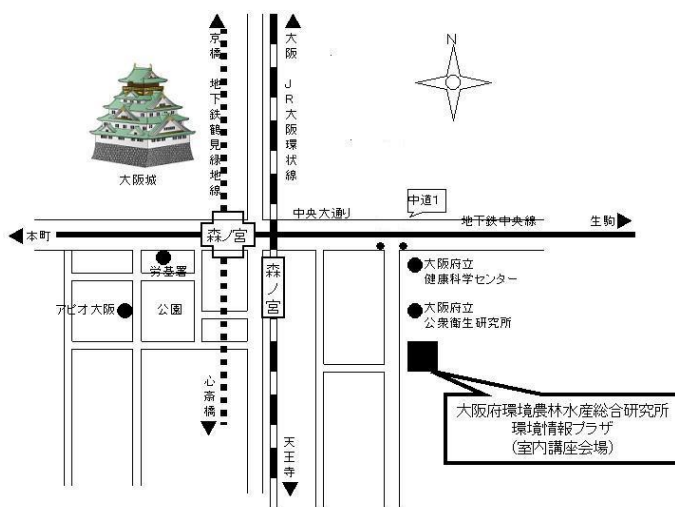 N
京橋
地下鉄鶴見緑地線
大阪
JR大阪環状線
大阪城
中道1
中央大通り
地下鉄中央線
生駒
本町
森ノ宮
労基署
森ノ宮
アピオ大阪
公園
大阪府立
健康科学センター
大阪府立
公衆衛生研究所
心斎橋
天王寺
大阪府環境農林水産総合研究所
環境情報プラザ
(室内講座会場)